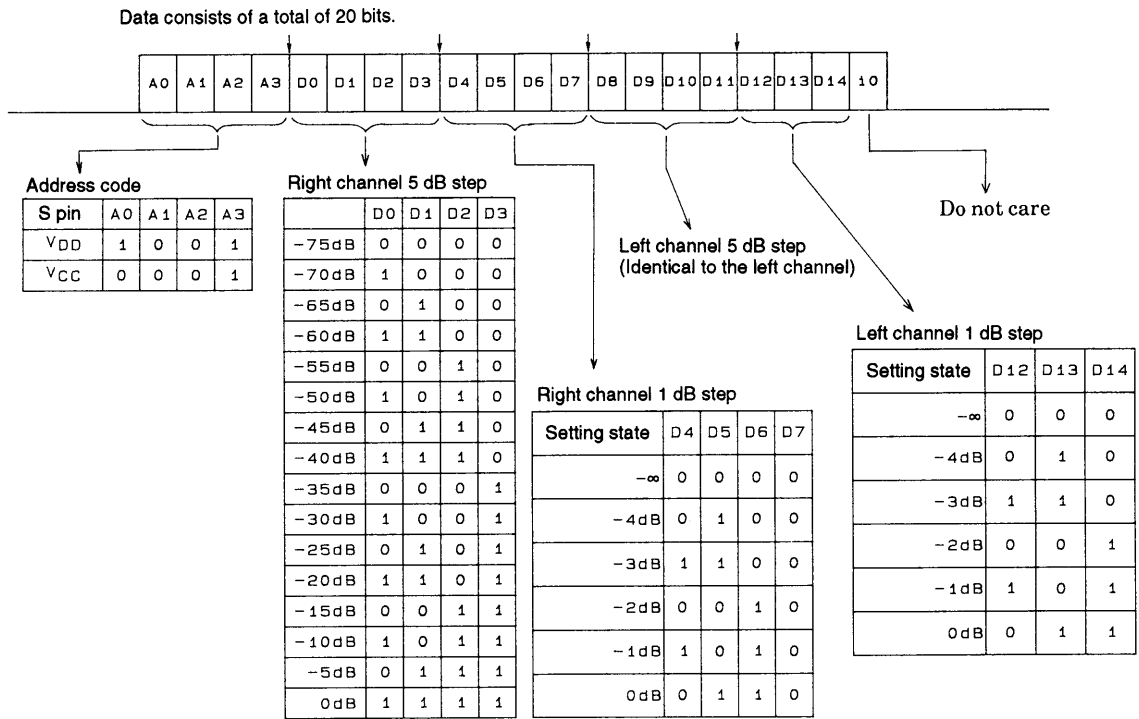 Data consists of a total of 20 bits.
A0 A1 A2 A3 D0 D1 D2 D3 D4 D5 D6 D7 D8 D9 D10 D11 D12 D13 D14 i0
Address code
S pin A0 A1 A2 A3
VDD 1 0 0 1
VCC 0 0 0 1
Right channel 5 dB step
D0 D1 D2 D3
-75dB 0 0 0 0
-70dB 1 0 0 0
-65dB 0 1 0 0
-60dB 1 1 0 0
-55dB 0 0 1 0
-50dB 1 0 1 0
-45dB 0 1 1 0
-40dB 1 1 1 0
-35dB 0 0 0 1
-30dB 1 0 0 1
-25dB 0 1 0 1
-20dB 1 1 0 1
-15dB 0 0 1 1
-10dB 1 0 1 1
-5dB 0 1 1 1
0dB 1 1 1 1
Right channel 1 dB step
Setting state D4 D5 D6 D7
-∞ 0 0 0 0
-4dB 0 1 0 0
-3dB 1 1 0 0
-2dB 0 0 1 0
-1dB 1 0 1 0
0dB 0 1 1 0
Left channel 5 dB step
(Identical to the left channel)
Left channel 1 dB step
Setting state D12 D13 D14
-∞ 0 0 0
-4dB 0 1 0
-3dB 1 1 0
-2dB 0 0 1
-1dB 1 0 1
0dB 0 1 1
Do not care